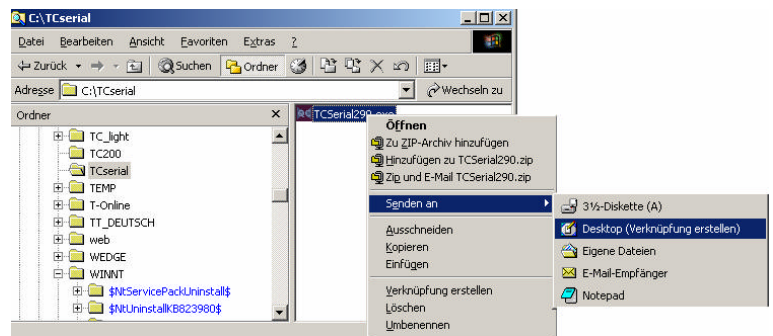 C:\TCserial
Datei Bearbeiten Ansicht Favoriten Extras ?
Zurück Suchen Ordner
Adresse C:\TCserial Wechseln zu
Ordner
TC_light
TC200
TCserial
TEMP
T-Online
TT_DEUTSCH
web
WEDGE
WINNT
$NtServicePackUninstall$
$NtUninstallKB823980$
TCSerial290.exe
Öffnen
Zu ZIP-Archiv hinzufügen
Hinzufügen zu TCSerial290.zip
Zip und E-Mail TCSerial290.zip
Senden an
Ausschneiden
Kopieren
Einfügen
Verknüpfung erstellen
Löschen
Umbenennen
3½-Diskette (A)
Desktop (Verknüpfung erstellen)
Eigene Dateien
E-Mail-Empfänger
Notepad